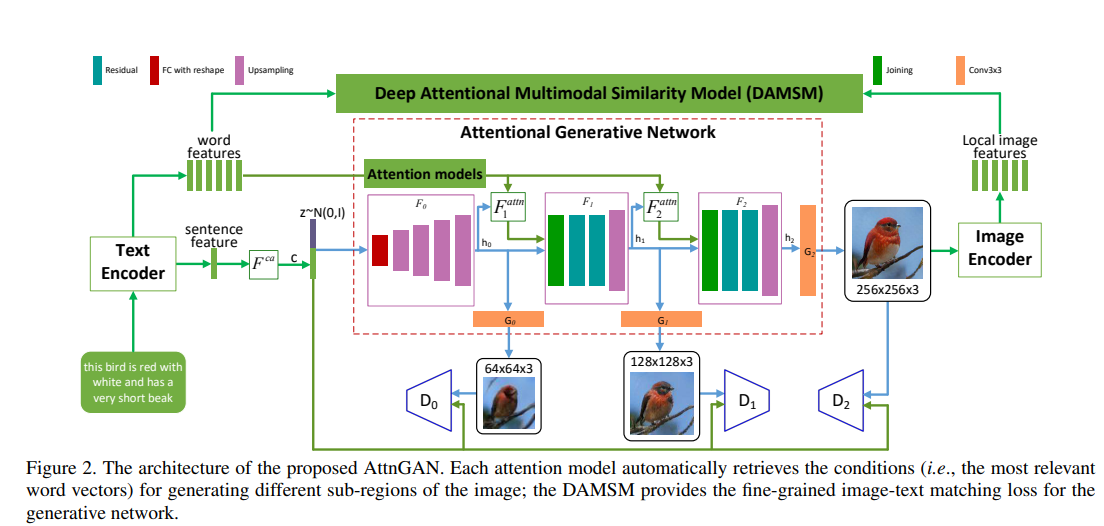 Residual
FC with reshape
Upsampling
Joining
Conv3x3
Deep Attentional Multimodal Similarity Model (DAMSM)
Attentional Generative Network
word
features
Local image
features
Attention models
z~N(0,I)
F0
F1attn
F1
F2attn
F2
sentence
feature
Text
Encoder
Fca
c
h0
h1
h2
G2
Image
Encoder
256x256x3
G0
G1
this bird is red with
white and has a
very short beak
64x64x3
128x128x3
D0
D1
D2
Figure 2. The architecture of the proposed AttnGAN. Each attention model automatically retrieves the conditions (i.e., the most relevant
word vectors) for generating different sub-regions of the image; the DAMSM provides the fine-grained image-text matching loss for the
generative network.